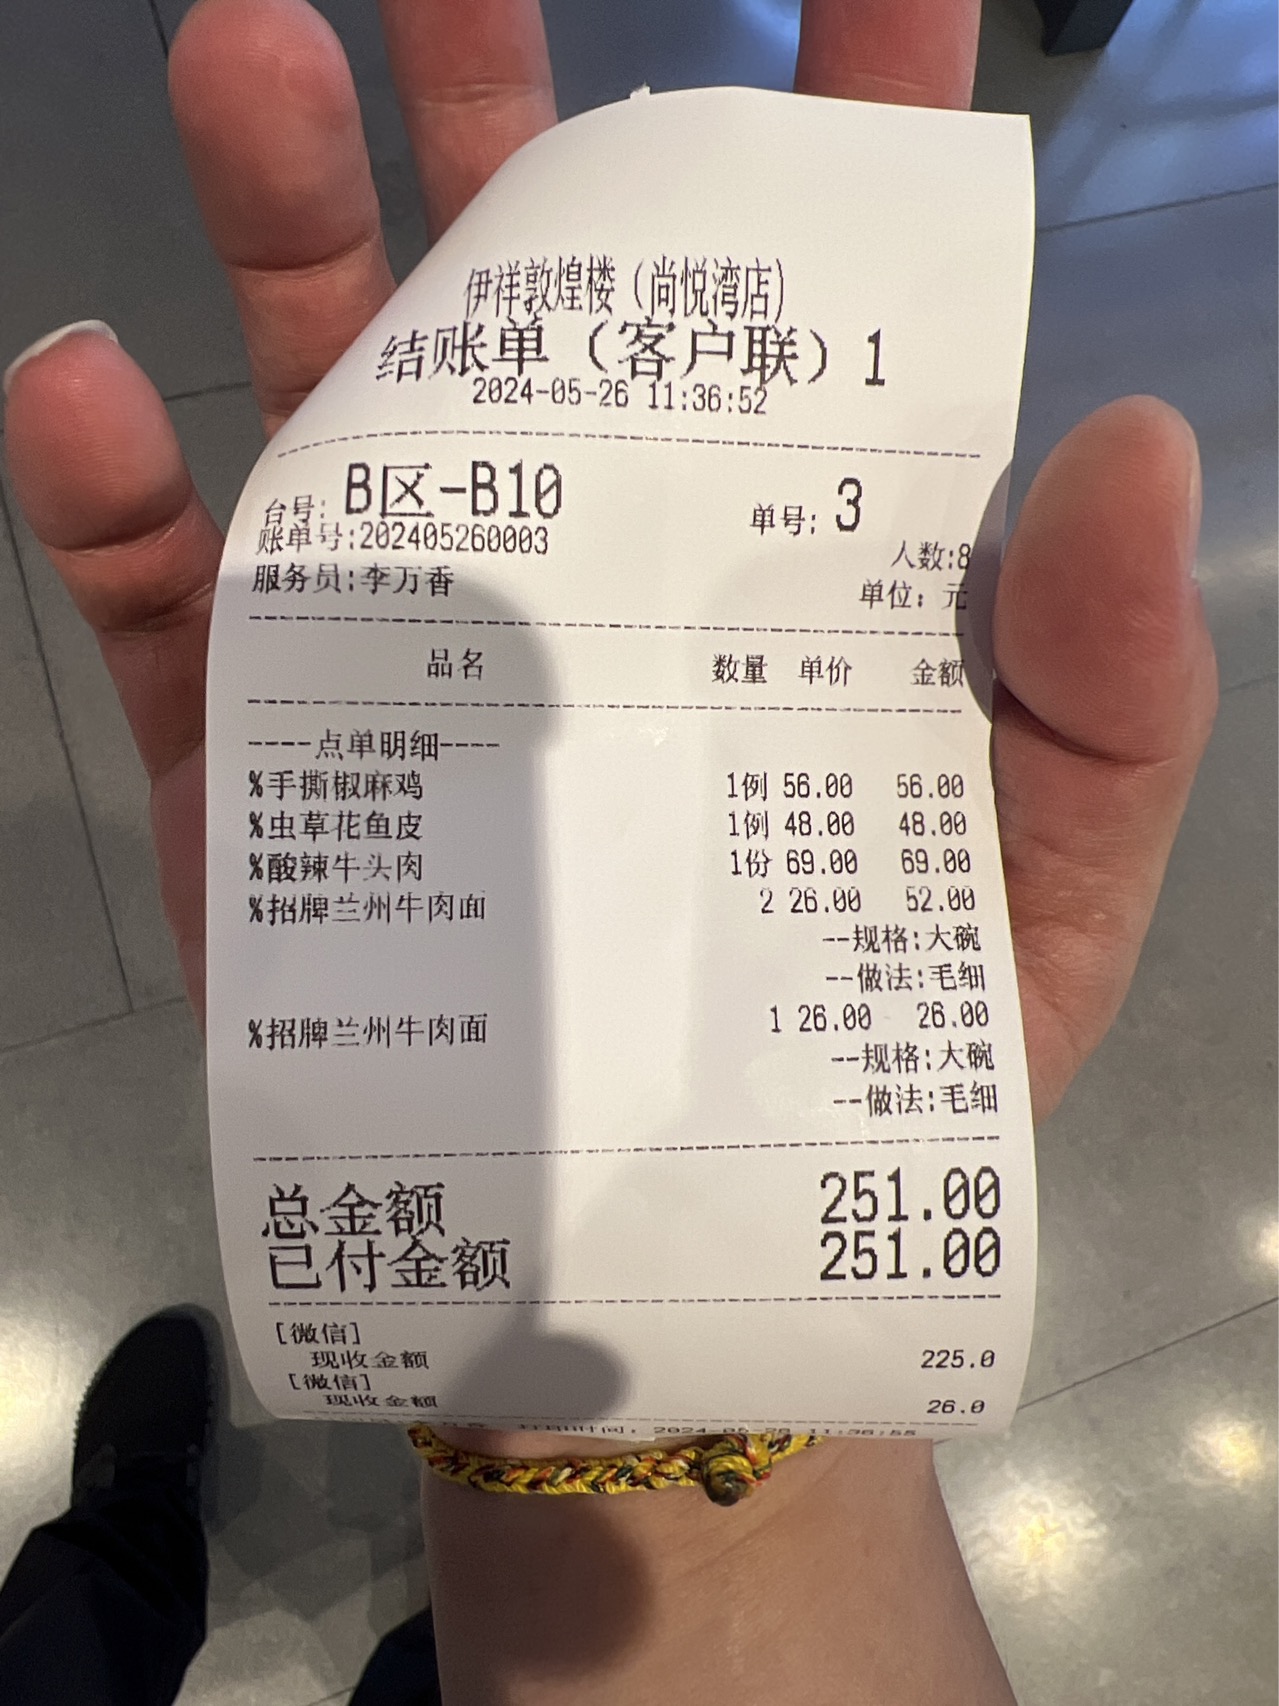 伊祥敦煌楼（尚悦湾店）
结账单（客户联）1
2024-05-26 11:36:52
台号: B区-B10 单号: 3
账单号:202405260003 人数:8
服务员:李万香 单位: 元
品名 数量 单价 金额
----点单明细----
%手撕椒麻鸡 1例 56.00 56.00
%虫草花鱼皮 1例 48.00 48.00
%酸辣牛头肉 1份 69.00 69.00
%招牌兰州牛肉面 2 26.00 52.00
--规格:大碗
--做法:毛细
%招牌兰州牛肉面 1 26.00 26.00
--规格:大碗
--做法:毛细
总金额 251.00
已付金额 251.00
[微信]
现收金额 225.0
[微信]
现收金额 26.0
打印时间: 11:36:55